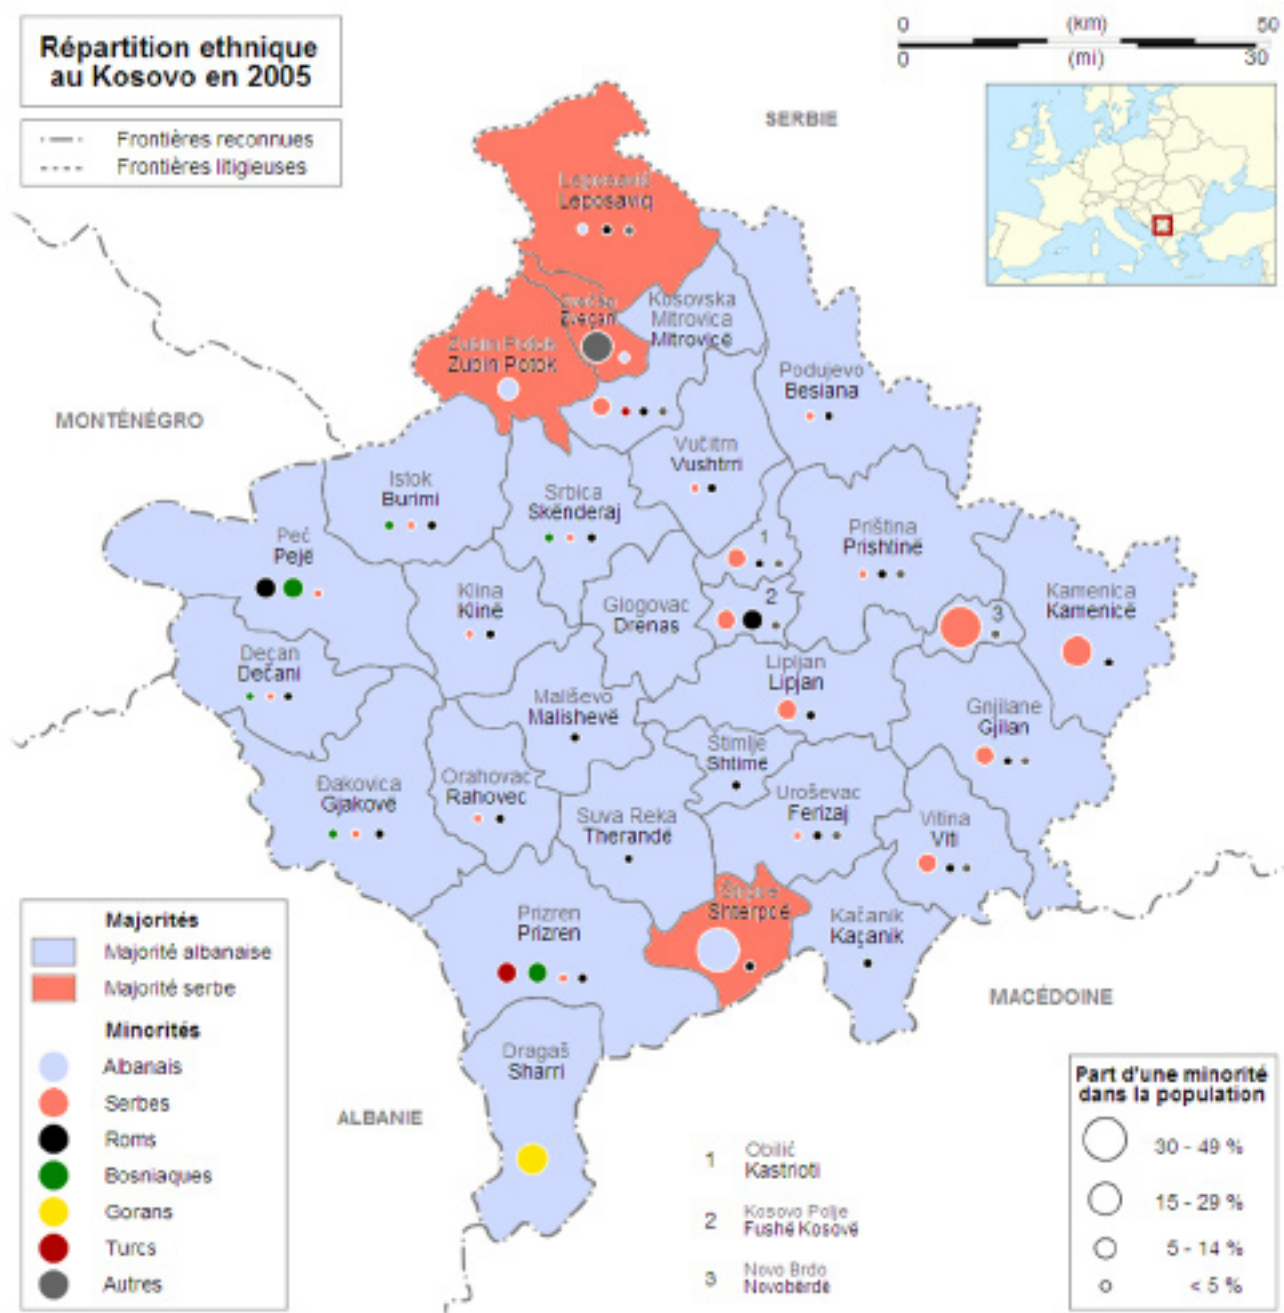 Répartition ethnique
au Kosovo en 2005
Frontières reconnues
Frontières litigieuses
0 (km) 50
0 (mi) 30
SERBIE
MONTÉNÉGRO
MACÉDOINE
ALBANIE
Leposavić
Leposaviq
Zvečan
Zveçan
Zubin Potok
Zubin Potok
Kosovska
Mitrovica
Mitrovicë
Podujevo
Besiana
Vučitrn
Vushtrri
Istok
Burimi
Srbica
Skënderaj
Peć
Pejë
Priština
Prishtinë
1
2
3
Kamenica
Kamenicë
Klina
Klinë
Glogovac
Drenas
Deçan
Dečani
Lipljan
Lipjan
Mališevo
Malishevë
Gnjilane
Gjilan
Štimlje
Shtime
Đakovica
Gjakovë
Orahovac
Rahovec
Uroševac
Ferizaj
Suva Reka
Therandë
Vitina
Viti
Štrpce
Shterpcë
Kačanik
Kaçanik
Prizren
Prizren
Dragaš
Sharri
Majorités
Majorité albanaise
Majorité serbe
Minorités
Albanais
Serbes
Roms
Bosniaques
Gorans
Turcs
Autres
1 Obilić
Kastrioti
2 Kosovo Polje
Fushë Kosovë
3 Novo Brdo
Novobërdë
Part d'une minorité
dans la population
30 - 49 %
15 - 29 %
5 - 14 %
< 5 %